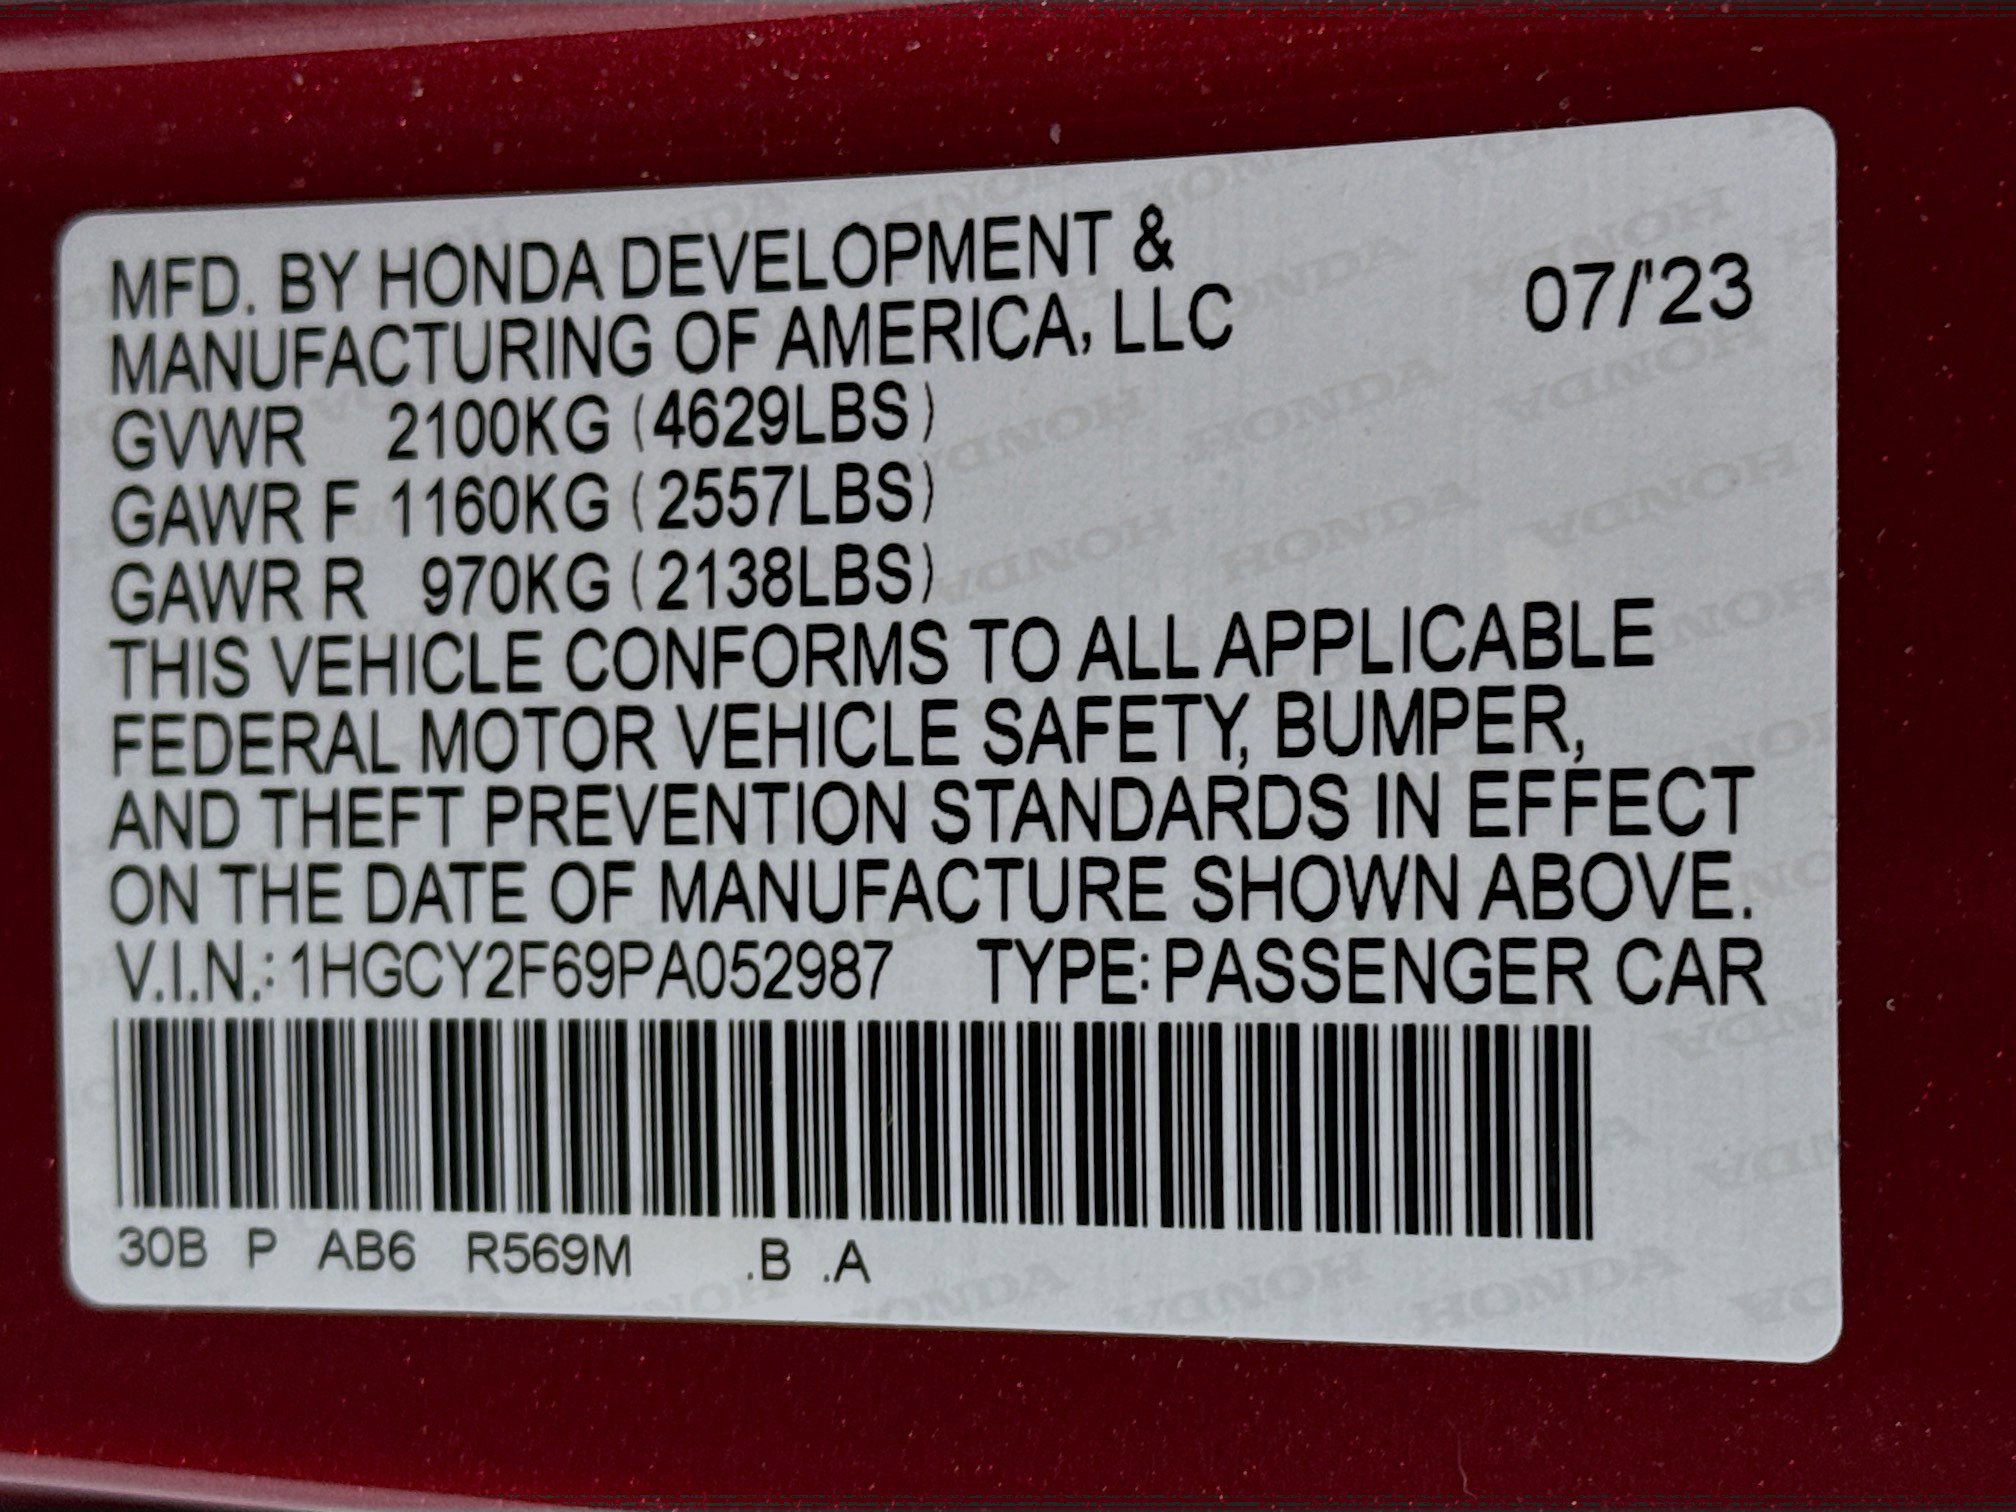 MFD. BY HONDA DEVELOPMENT &
MANUFACTURING OF AMERICA, LLC 07/'23
GVWR 2100KG (4629LBS)
GAWR F 1160KG (2557LBS)
GAWR R 970KG (2138LBS)
THIS VEHICLE CONFORMS TO ALL APPLICABLE
FEDERAL MOTOR VEHICLE SAFETY, BUMPER,
AND THEFT PREVENTION STANDARDS IN EFFECT
ON THE DATE OF MANUFACTURE SHOWN ABOVE.
V.I.N.: 1HGCY2F69PA052987 TYPE: PASSENGER CAR
30B P AB6 R569M .B .A